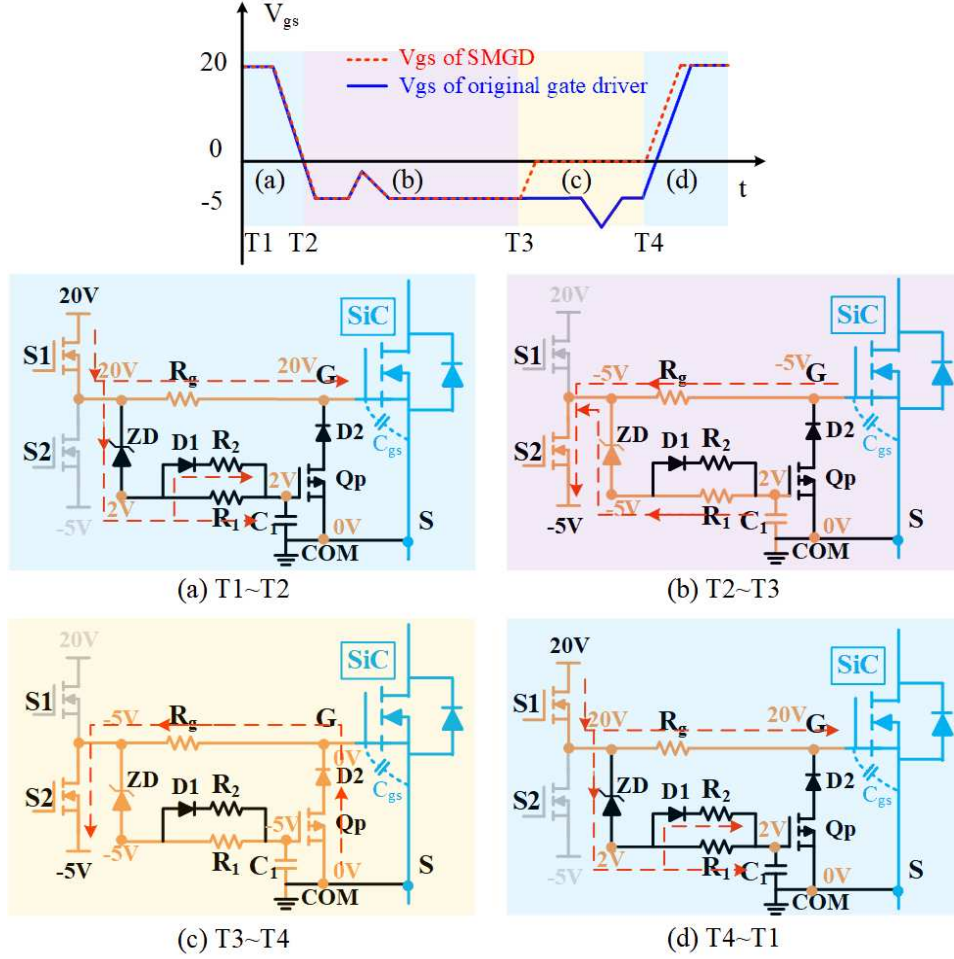 Vgs
20
Vgs of SMGD
Vgs of original gate driver
0
(a)
(b)
(c)
(d)
t
-5
T1
T2
T3
T4
20V
SiC
S1
20V
Rg
20V
G
S2
ZD
D1
R2
D2
Cgs
2V
Qp
2V
R1
C1
0V
S
-5V
COM
(a) T1~T2
20V
SiC
S1
-5V
Rg
-5V
G
S2
ZD
D1
R2
D2
Cgs
2V
Qp
-5V
R1
C1
0V
S
-5V
COM
(b) T2~T3
20V
SiC
S1
-5V
Rg
G
0V
S2
ZD
D1
R2
D2
Cgs
-5V
Qp
-5V
R1
C1
0V
S
-5V
COM
(c) T3~T4
20V
SiC
S1
20V
Rg
20V
G
S2
ZD
D1
R2
D2
Cgs
2V
Qp
2V
R1
C1
0V
S
-5V
COM
(d) T4~T1